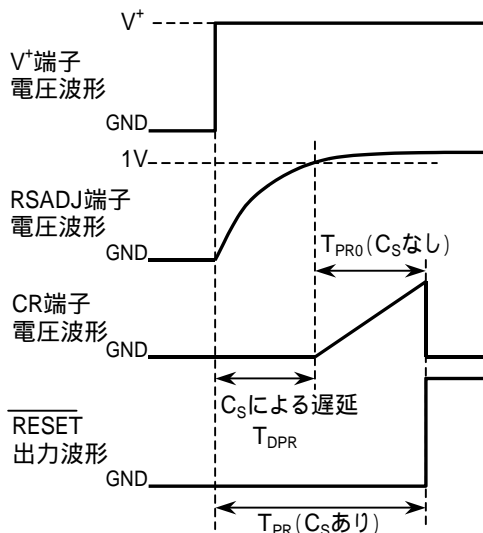 V⁺
V⁺端子
電圧波形
GND
1V
RSADJ端子
電圧波形
GND
T_PR0(C_Sなし)
CR端子
電圧波形
GND
C_Sによる遅延
T_DPR
RESET
出力波形
GND
T_PR(C_Sあり)